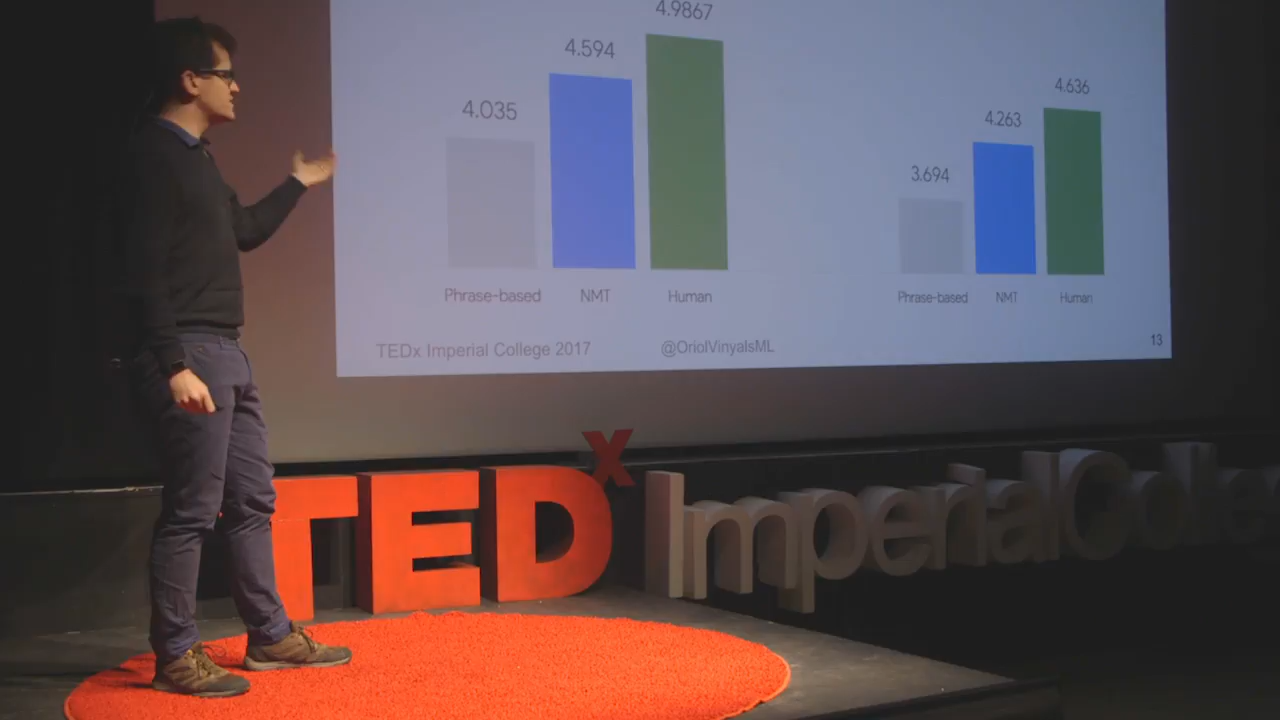 4.035
4.594
4.9867
Phrase-based
NMT
Human
3.694
4.263
4.636
Phrase-based
NMT
Human
TEDx Imperial College 2017
@OriolVinyalsML
13
TEDx ImperialColle